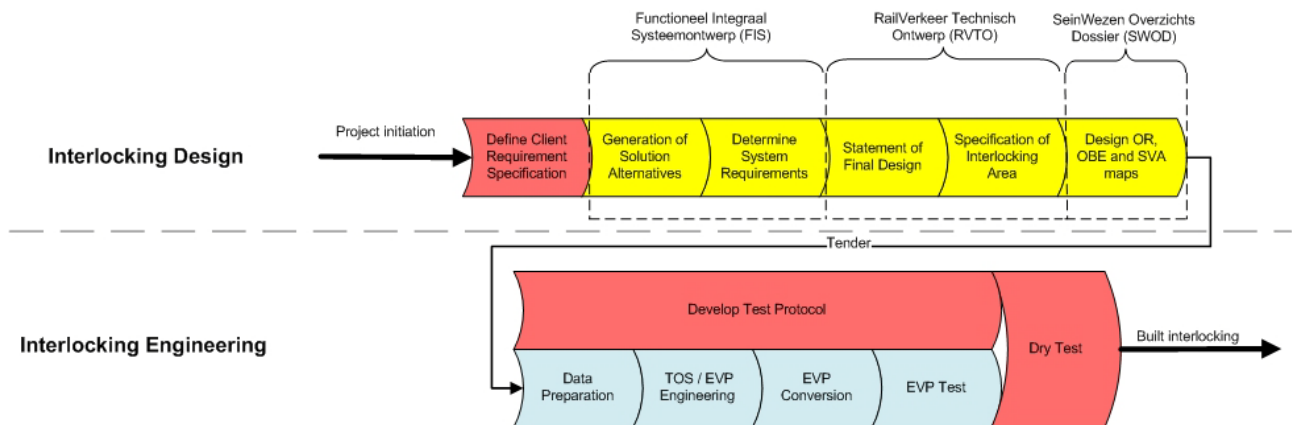 Functioneel Integraal
Systeemontwerp (FIS)
RailVerkeer Technisch
Ontwerp (RVTO)
SeinWezen Overzichts
Dossier (SWOD)
Interlocking Design
Project initiation
Define Client
Requirement
Specification
Generation of
Solution
Alternatives
Determine
System
Requirements
Statement of
Final Design
Specification of
Interlocking
Area
Design OR,
OBE and SVA
maps
Tender
Interlocking Engineering
Develop Test Protocol
Data
Preparation
TOS / EVP
Engineering
EVP
Conversion
EVP Test
Dry Test
Built interlocking